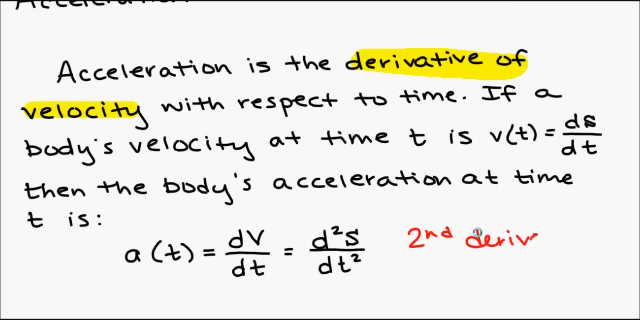 Acceleration
Acceleration is the derivative of
velocity with respect to time. If a
body's velocity at time t is v(t) = ds/dt
then the body's acceleration at time
t is:
a(t) = dV/dt = d²s/dt² 2nd deriv